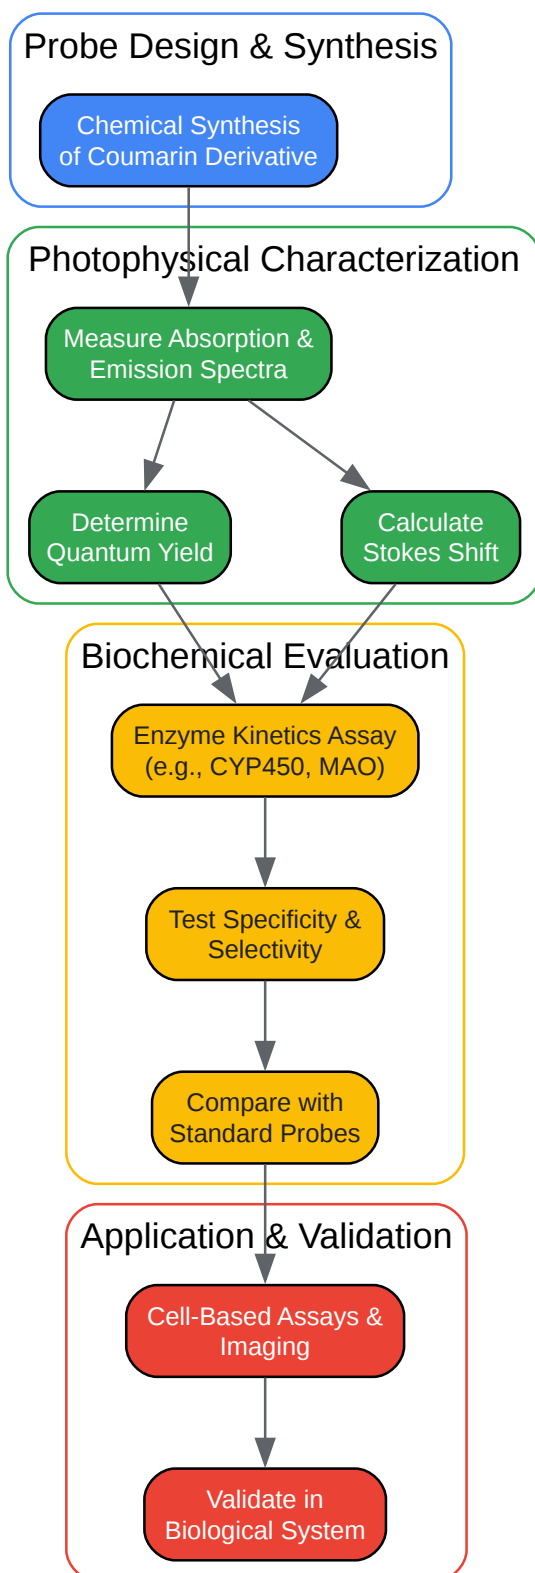 Probe Design & Synthesis
Chemical Synthesis
of Coumarin Derivative
Photophysical Characterization
Measure Absorption &
Emission Spectra
Determine
Quantum Yield
Calculate
Stokes Shift
Biochemical Evaluation
Enzyme Kinetics Assay
(e.g., CYP450, MAO)
Test Specificity &
Selectivity
Compare with
Standard Probes
Application & Validation
Cell-Based Assays &
Imaging
Validate in
Biological System